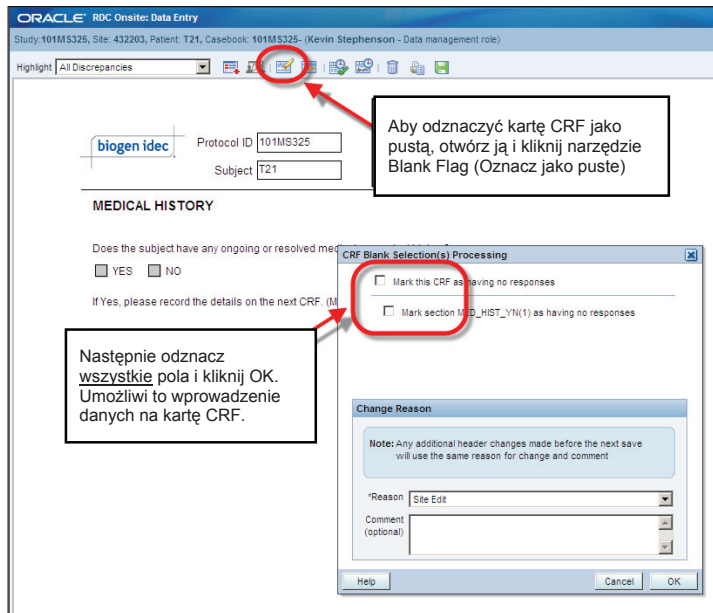 ORACLE RDC Onsite: Data Entry
Study:101MS325, Site: 432203, Patient: T21, Casebook: 101MS325- (Kevin Stephenson - Data management role)
Highlight All Discrepancies
Aby odznaczyć kartę CRF jako
pustą, otwórz ją i kliknij narzędzie
Blank Flag (Oznacz jako puste)
biogen idec
Protocol ID 101MS325
Subject T21
MEDICAL HISTORY
Does the subject have any ongoing or resolved med
YES NO
If Yes, please record the details on the next CRF. (M
CRF Blank Selection(s) Processing
Mark this CRF as having no responses
Mark section MED_HIST_YN(1) as having no responses
Następnie odznacz
wszystkie pola i kliknij OK.
Umożliwi to wprowadzenie
danych na kartę CRF.
Change Reason
Note: Any additional header changes made before the next save
will use the same reason for change and comment
*Reason Site Edit
Comment
(optional)
Help Cancel OK